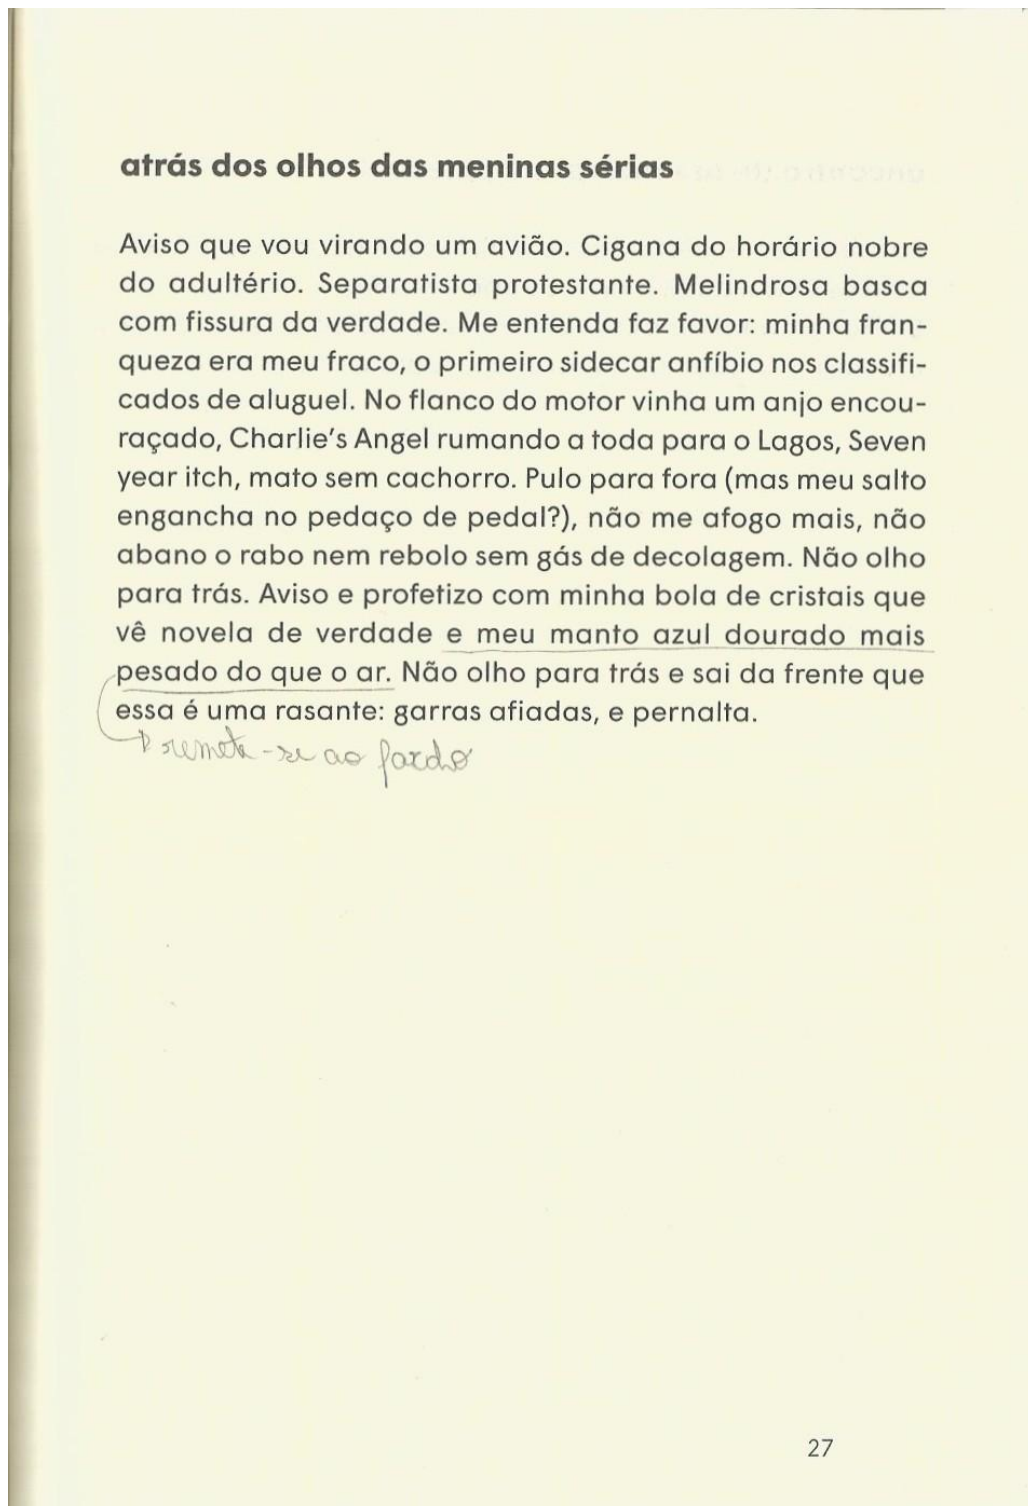 atrás dos olhos das meninas sérias
Aviso que vou virando um avião. Cigana do horário nobre
do adultério. Separatista protestante. Melindrosa basca
com fissura da verdade. Me entenda faz favor: minha fran-
queza era meu fraco, o primeiro sidecar anfíbio nos classifi-
cados de aluguel. No flanco do motor vinha um anjo encou-
raçado, Charlie's Angel rumando a toda para o Lagos, Seven
year itch, mato sem cachorro. Pulo para fora (mas meu salto
engancha no pedaço de pedal?), não me afogo mais, não
abano o rabo nem rebolo sem gás de decolagem. Não olho
para trás. Aviso e profetizo com minha bola de cristais que
vê novela de verdade e meu manto azul dourado mais
pesado do que o ar. Não olho para trás e sai da frente que
essa é uma rasante: garras afiadas, e pernalta.
remete-se ao fardo
27